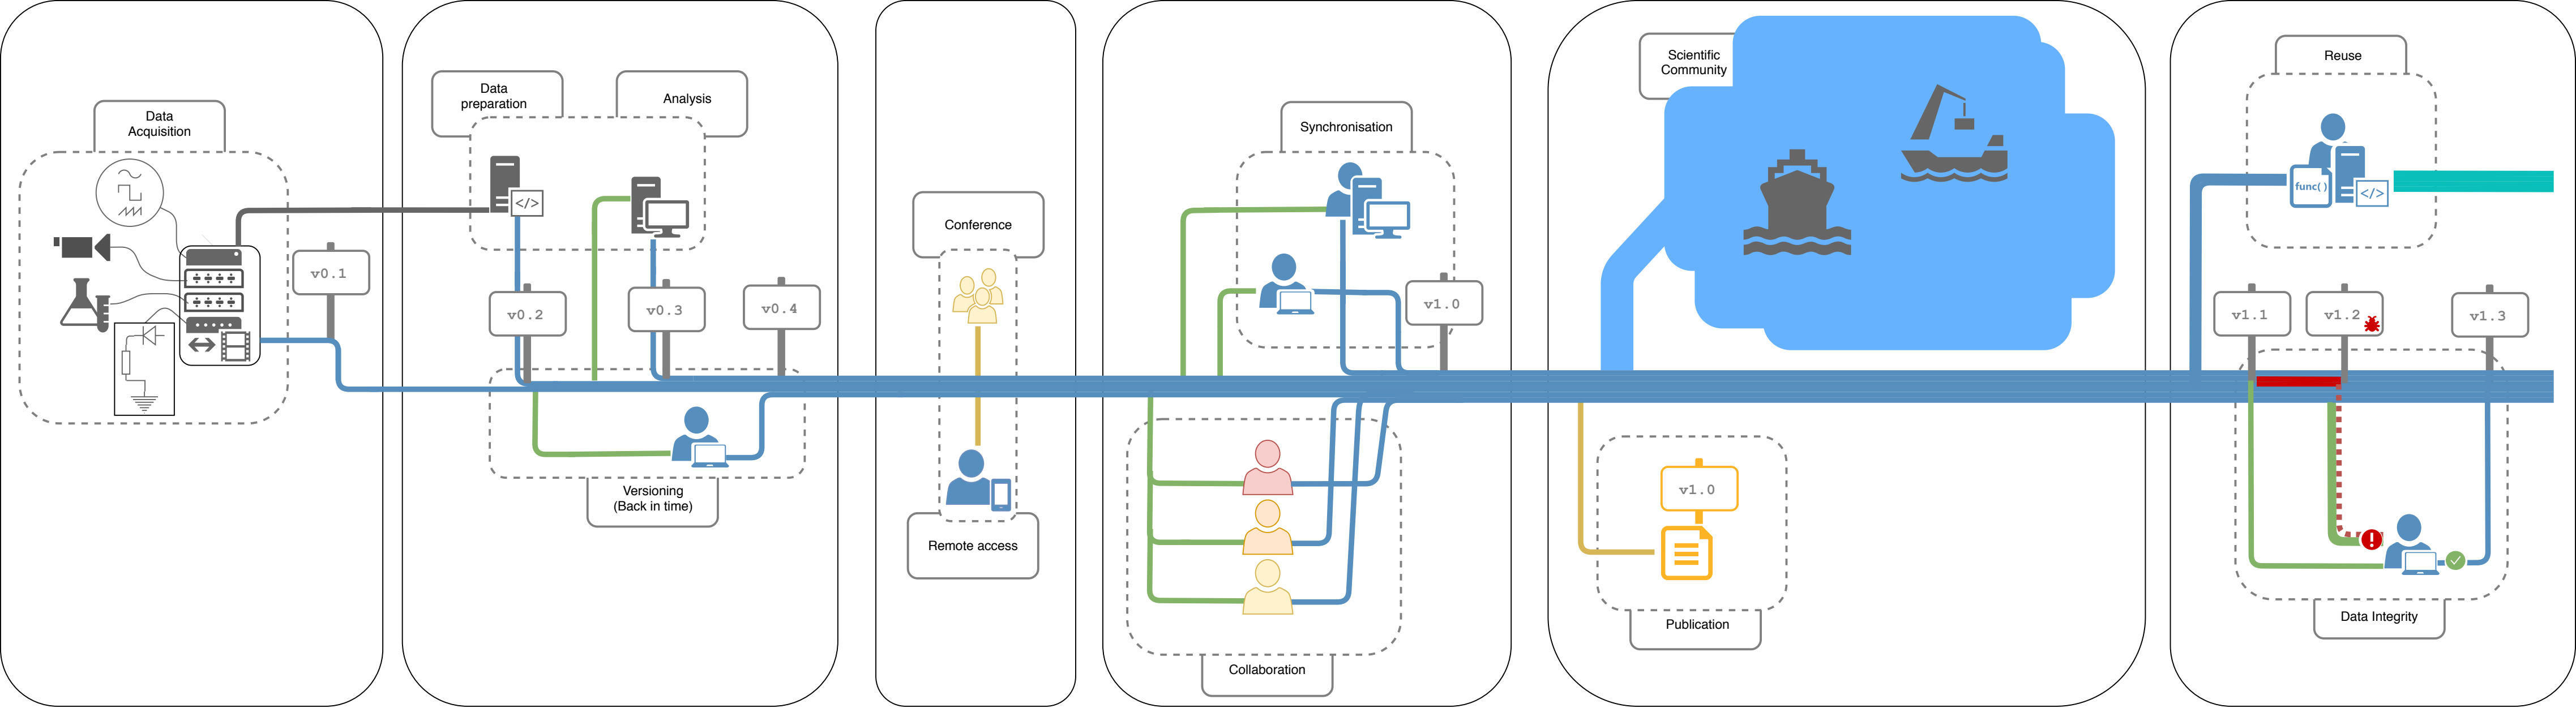 Data
Acquisition
v0.1
Data
preparation
Analysis
</>
v0.2
v0.3
v0.4
Versioning
(Back in time)
Conference
Remote access
Synchronisation
v1.0
Collaboration
Scientific
Community
v1.0
Publication
Reuse
func()
</>
v1.1
v1.2
v1.3
Data Integrity